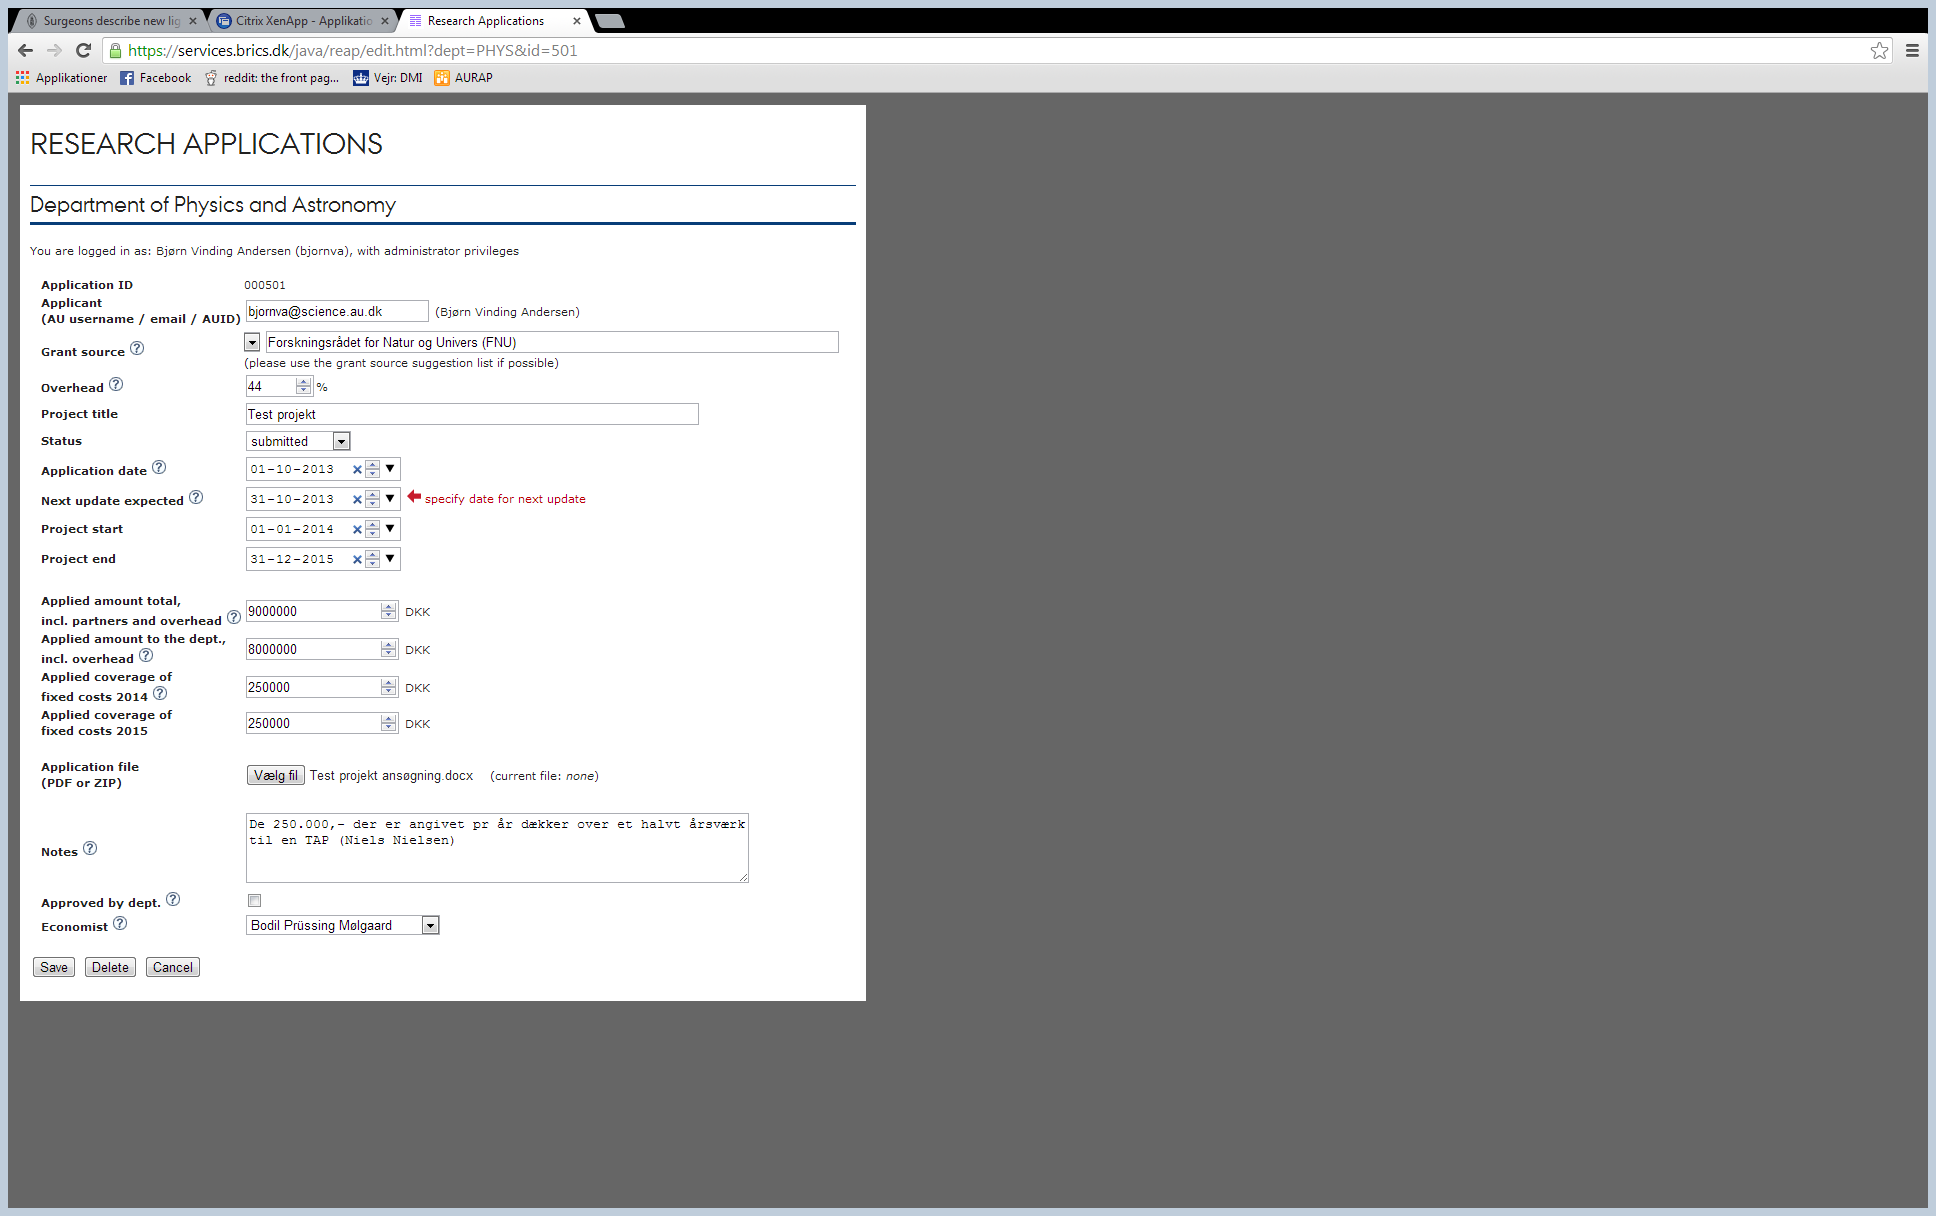 Surgeons describe new lig
Citrix XenApp - Applikatio
Research Applications
https://services.brics.dk/java/reap/edit.html?dept=PHYS&id=501
Applikationer
Facebook
reddit: the front pag...
Vejr: DMI
AURAP
RESEARCH APPLICATIONS
Department of Physics and Astronomy
You are logged in as: Bjørn Vinding Andersen (bjornva), with administrator privileges
Application ID 000501
Applicant
(AU username / email / AUID) bjornva@science.au.dk (Bjørn Vinding Andersen)
Grant source ? Forskningsrådet for Natur og Univers (FNU)
(please use the grant source suggestion list if possible)
Overhead ? 44 %
Project title Test projekt
Status submitted
Application date ? 01-10-2013
Next update expected ? 31-10-2013 specify date for next update
Project start 01-01-2014
Project end 31-12-2015
Applied amount total,
incl. partners and overhead ? 9000000 DKK
Applied amount to the dept.,
incl. overhead ? 8000000 DKK
Applied coverage of
fixed costs 2014 ? 250000 DKK
Applied coverage of
fixed costs 2015 250000 DKK
Application file
(PDF or ZIP) Vælg fil Test projekt ansøgning.docx (current file: none)
Notes ? De 250.000,- der er angivet pr år dækker over et halvt årsværk
til en TAP (Niels Nielsen)
Approved by dept. ?
Economist ? Bodil Prüssing Mølgaard
Save Delete Cancel